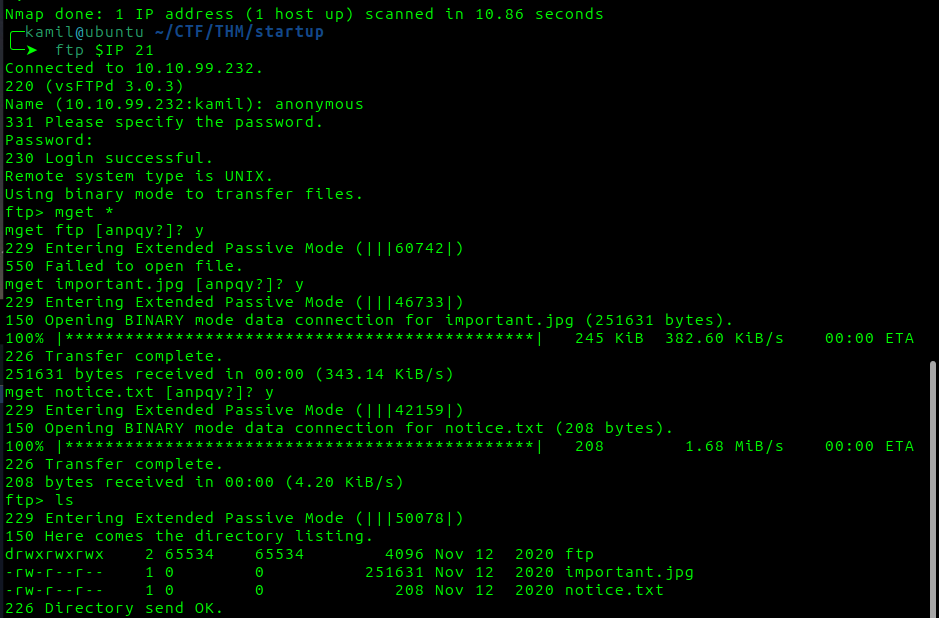 Nmap done: 1 IP address (1 host up) scanned in 10.86 seconds
╭─kamil@ubuntu ~/CTF/THM/startup
╰─➤  ftp $IP 21
Connected to 10.10.99.232.
220 (vsFTPd 3.0.3)
Name (10.10.99.232:kamil): anonymous
331 Please specify the password.
Password:
230 Login successful.
Remote system type is UNIX.
Using binary mode to transfer files.
ftp> mget *
mget ftp [anpqy?]? y
229 Entering Extended Passive Mode (|||60742|)
550 Failed to open file.
mget important.jpg [anpqy?]? y
229 Entering Extended Passive Mode (|||46733|)
150 Opening BINARY mode data connection for important.jpg (251631 bytes).
100% |***********************************************|   245 KiB  382.60 KiB/s    00:00 ETA
226 Transfer complete.
251631 bytes received in 00:00 (343.14 KiB/s)
mget notice.txt [anpqy?]? y
229 Entering Extended Passive Mode (|||42159|)
150 Opening BINARY mode data connection for notice.txt (208 bytes).
100% |***********************************************|   208        1.68 MiB/s    00:00 ETA
226 Transfer complete.
208 bytes received in 00:00 (4.20 KiB/s)
ftp> ls
229 Entering Extended Passive Mode (|||50078|)
150 Here comes the directory listing.
drwxrwxrwx    2 65534    65534        4096 Nov 12  2020 ftp
-rw-r--r--    1 0        0          251631 Nov 12  2020 important.jpg
-rw-r--r--    1 0        0             208 Nov 12  2020 notice.txt
226 Directory send OK.